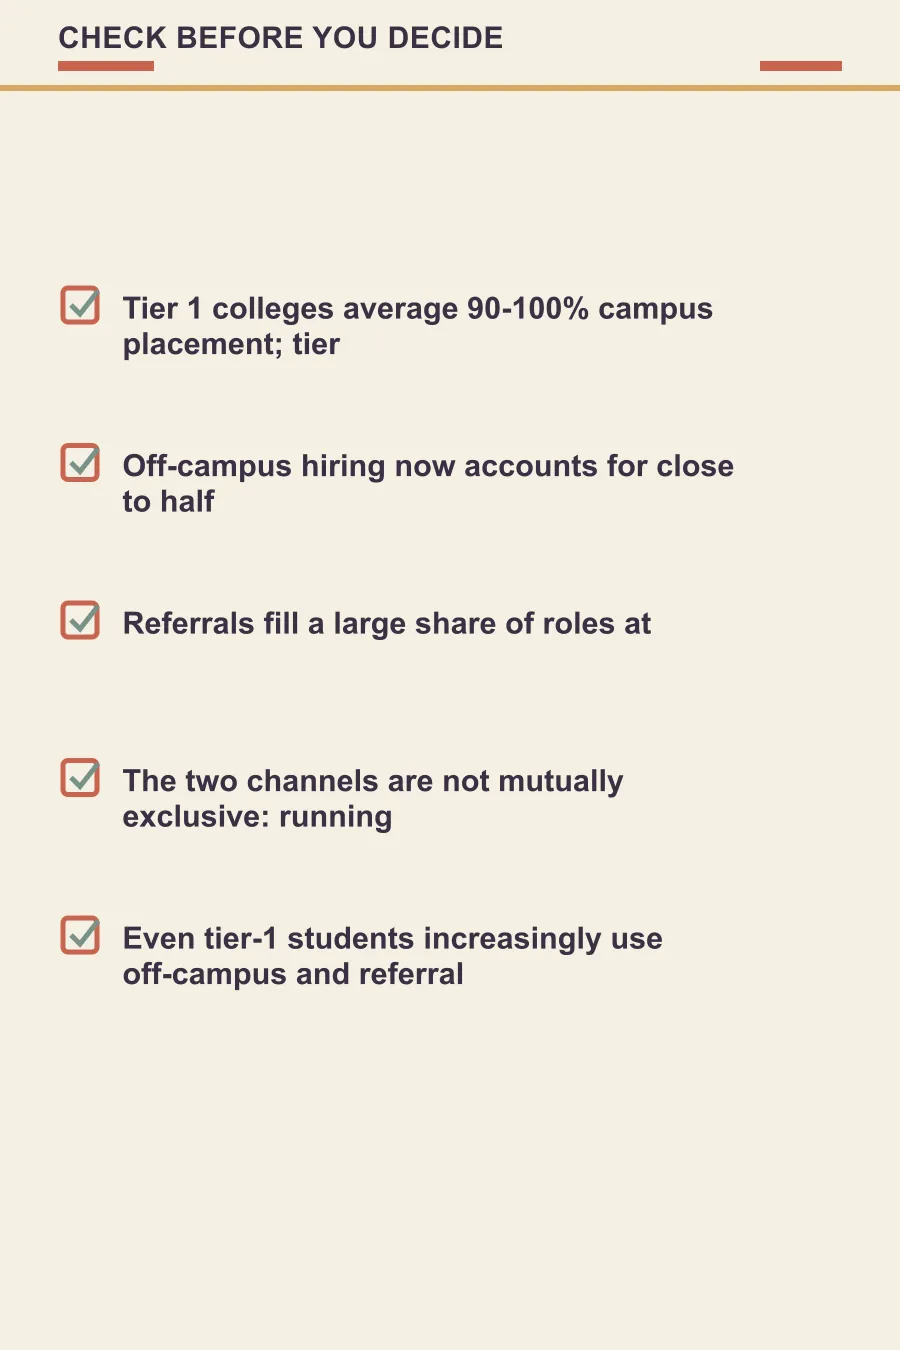 CHECK BEFORE YOU DECIDE
Tier 1 colleges average 90-100% campus
placement; tier
Off-campus hiring now accounts for close
to half
Referrals fill a large share of roles at
The two channels are not mutually
exclusive: running
Even tier-1 students increasingly use
off-campus and referral